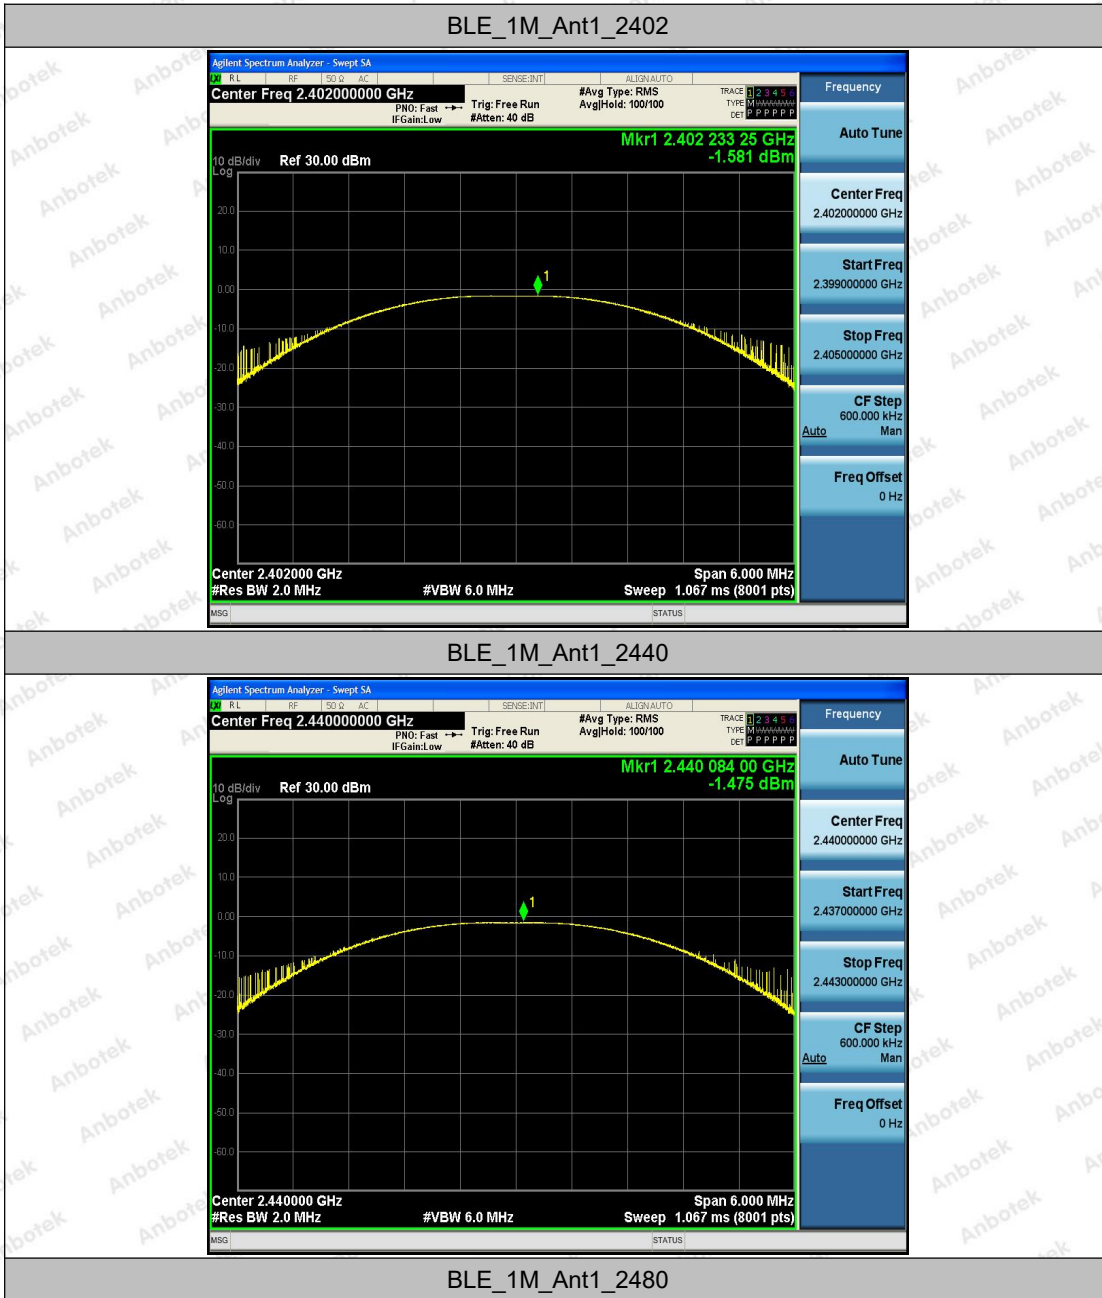 BLE_1M_Ant1_2402
Agilent Spectrum Analyzer - Swept SA
LXI RL RF 50 Ω AC SENSE:INT ALIGNAUTO
Center Freq 2.402000000 GHz
PNO: Fast
IFGain:Low
Trig: Free Run
#Atten: 40 dB
#Avg Type: RMS
Avg|Hold: 100/100
TRACE 1 2 3 4 5 6
TYPE M WWWWW
DET P P P P P P
Mkr1 2.402 233 25 GHz
-1.581 dBm
10 dB/div Ref 30.00 dBm
Log
20.0
10.0
0.00
-10.0
-20.0
-30.0
-40.0
-50.0
-60.0
Center 2.402000 GHz Span 6.000 MHz
#Res BW 2.0 MHz #VBW 6.0 MHz Sweep 1.067 ms (8001 pts)
MSG STATUS
Frequency
Auto Tune
Center Freq
2.402000000 GHz
Start Freq
2.399000000 GHz
Stop Freq
2.405000000 GHz
CF Step
600.000 kHz
Auto Man
Freq Offset
0 Hz
BLE_1M_Ant1_2440
Agilent Spectrum Analyzer - Swept SA
LXI RL RF 50 Ω AC SENSE:INT ALIGNAUTO
Center Freq 2.440000000 GHz
PNO: Fast
IFGain:Low
Trig: Free Run
#Atten: 40 dB
#Avg Type: RMS
Avg|Hold: 100/100
TRACE 1 2 3 4 5 6
TYPE M WWWWW
DET P P P P P P
Mkr1 2.440 084 00 GHz
-1.475 dBm
10 dB/div Ref 30.00 dBm
Log
20.0
10.0
0.00
-10.0
-20.0
-30.0
-40.0
-50.0
-60.0
Center 2.440000 GHz Span 6.000 MHz
#Res BW 2.0 MHz #VBW 6.0 MHz Sweep 1.067 ms (8001 pts)
MSG STATUS
Frequency
Auto Tune
Center Freq
2.440000000 GHz
Start Freq
2.437000000 GHz
Stop Freq
2.443000000 GHz
CF Step
600.000 kHz
Auto Man
Freq Offset
0 Hz
BLE_1M_Ant1_2480